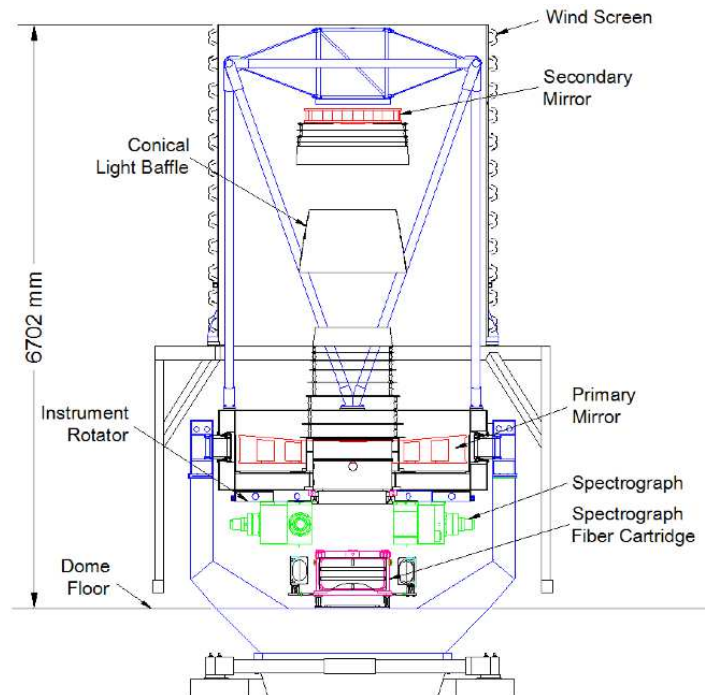 Wind Screen
Secondary
Mirror
Conical
Light Baffle
6702 mm
Instrument
Rotator
Primary
Mirror
Spectrograph
Spectrograph
Fiber Cartridge
Dome
Floor